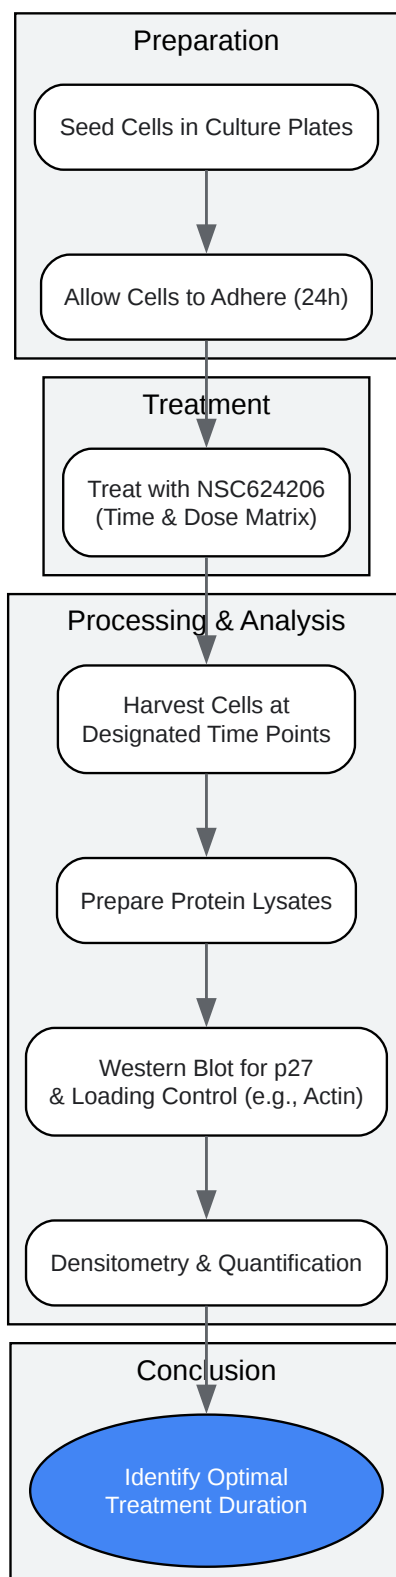 Preparation
Seed Cells in Culture Plates
Allow Cells to Adhere (24h)
Treatment
Treat with NSC624206
(Time & Dose Matrix)
Processing & Analysis
Harvest Cells at
Designated Time Points
Prepare Protein Lysates
Western Blot for p27
& Loading Control (e.g., Actin)
Densitometry & Quantification
Conclusion
Identify Optimal
Treatment Duration